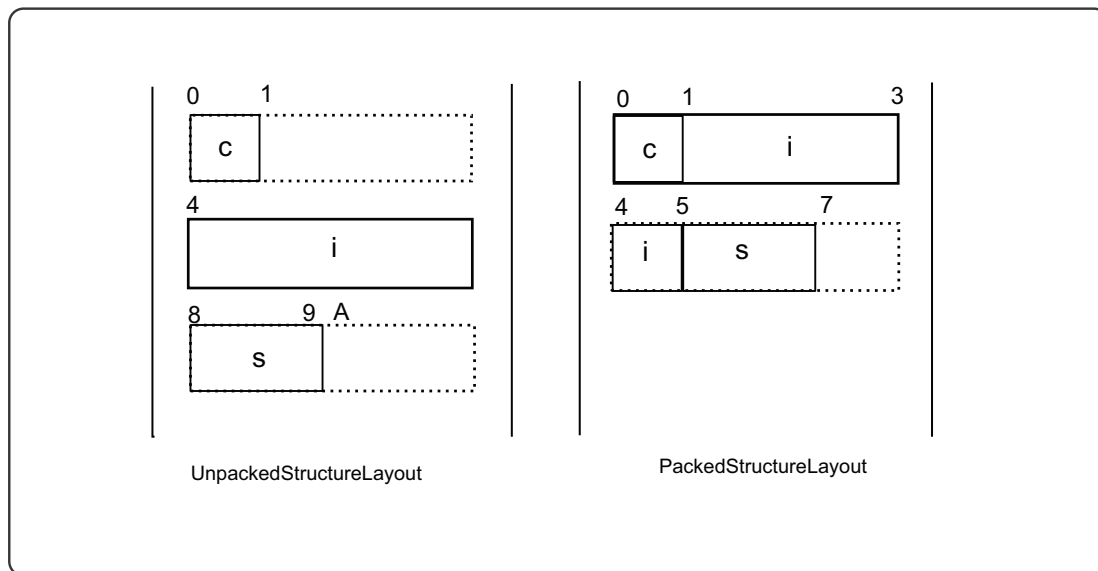 0 1
c
4
i
8 9 A
s
UnpackedStructureLayout
0 1 3
c i
4 5 7
i s
PackedStructureLayout